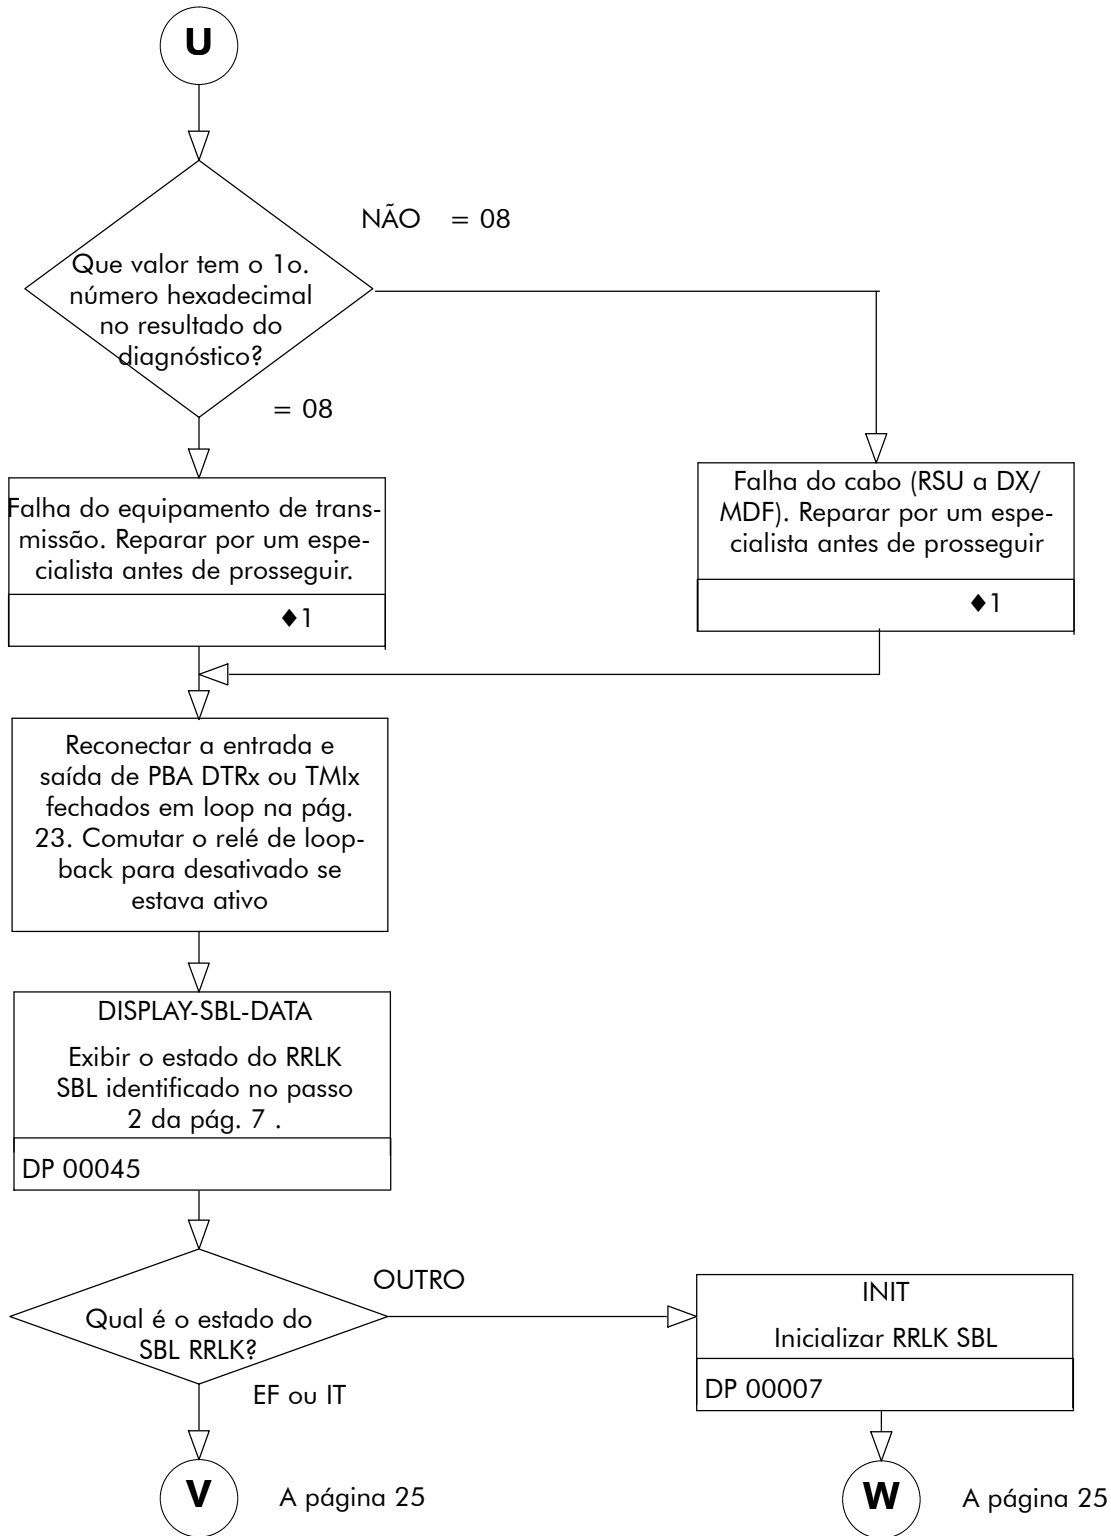 U
NÃO = 08
Que valor tem o 1o.
número hexadecimal
no resultado do
diagnóstico?
= 08
Falha do equipamento de trans-
missão. Reparar por um espe-
cialista antes de prosseguir.
♦1
Falha do cabo (RSU a DX/
MDF). Reparar por um espe-
cialista antes de prosseguir
♦1
Reconectar a entrada e
saída de PBA DTRx ou TMIx
fechados em loop na pág.
23. Comutar o relé de loop-
back para desativado se
estava ativo
DISPLAY-SBL-DATA
Exibir o estado do RRLK
SBL identificado no passo
2 da pág. 7 .
DP 00045
Qual é o estado do
SBL RRLK?
OUTRO
EF ou IT
INIT
Inicializar RRLK SBL
DP 00007
V
A página 25
W
A página 25